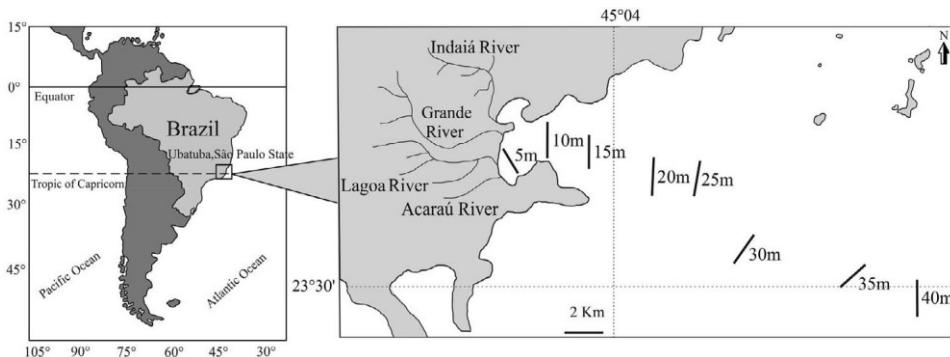 15°
0°
15°
30°
45°
105°
90°
75°
60°
45°
30°
Equator
Brazil
Ubatuba,São Paulo State
Tropic of Capricorn
Pacific Ocean
Atlantic Ocean
45°04
N
Indaiá River
Grande
River
Lagoa River
Acaraú River
5m
10m
15m
20m
25m
30m
35m
40m
23°30'
2 Km